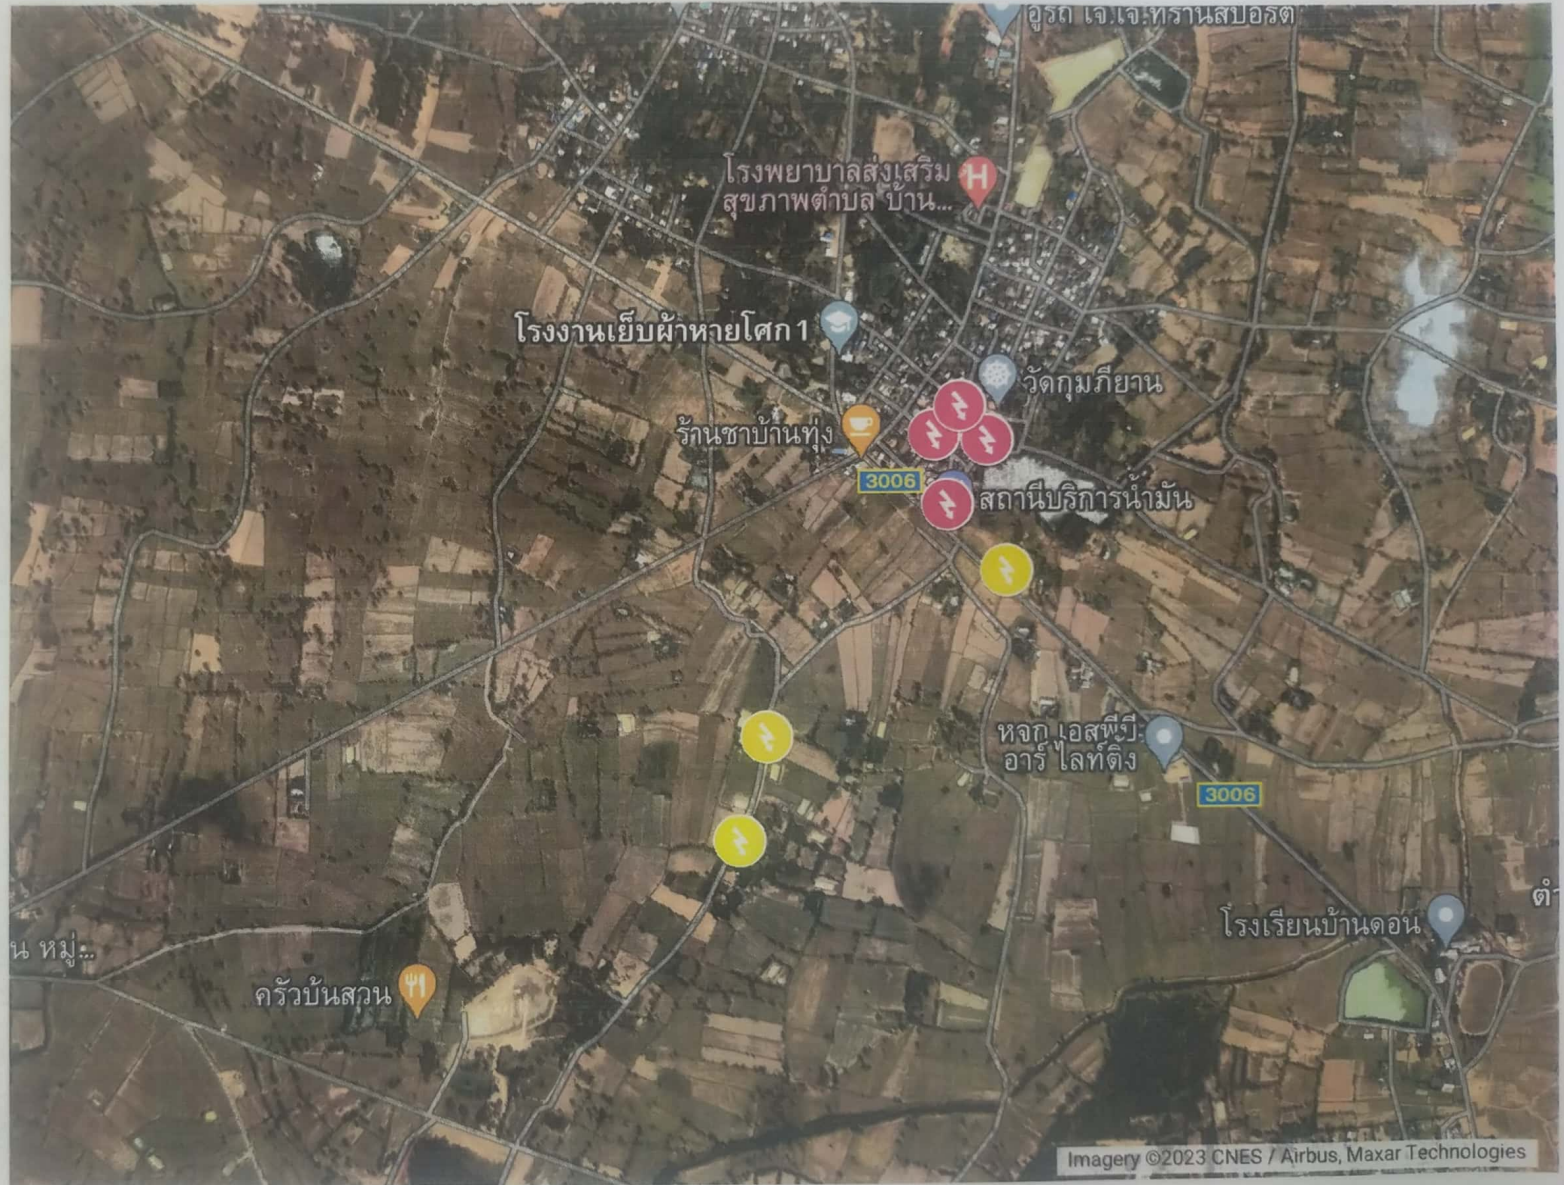 อู่รถ เจ.เจ.ทรานสปอร์ต
โรงพยาบาลส่งเสริม
สุขภาพตำบล บ้าน...
H
โรงงานเย็บผ้าหายโศก 1
วัดกุมภียาน
ร้านชาบ้านทุ่ง
3006
สถานีบริการน้ำมัน
หจก เอสพีบี.
อาร์ ไลท์ติ้ง
3006
ตำ
โรงเรียนบ้านดอน
น หมู่...
ครัวบ้นสวน
Imagery ©2023 CNES / Airbus, Maxar Technologies